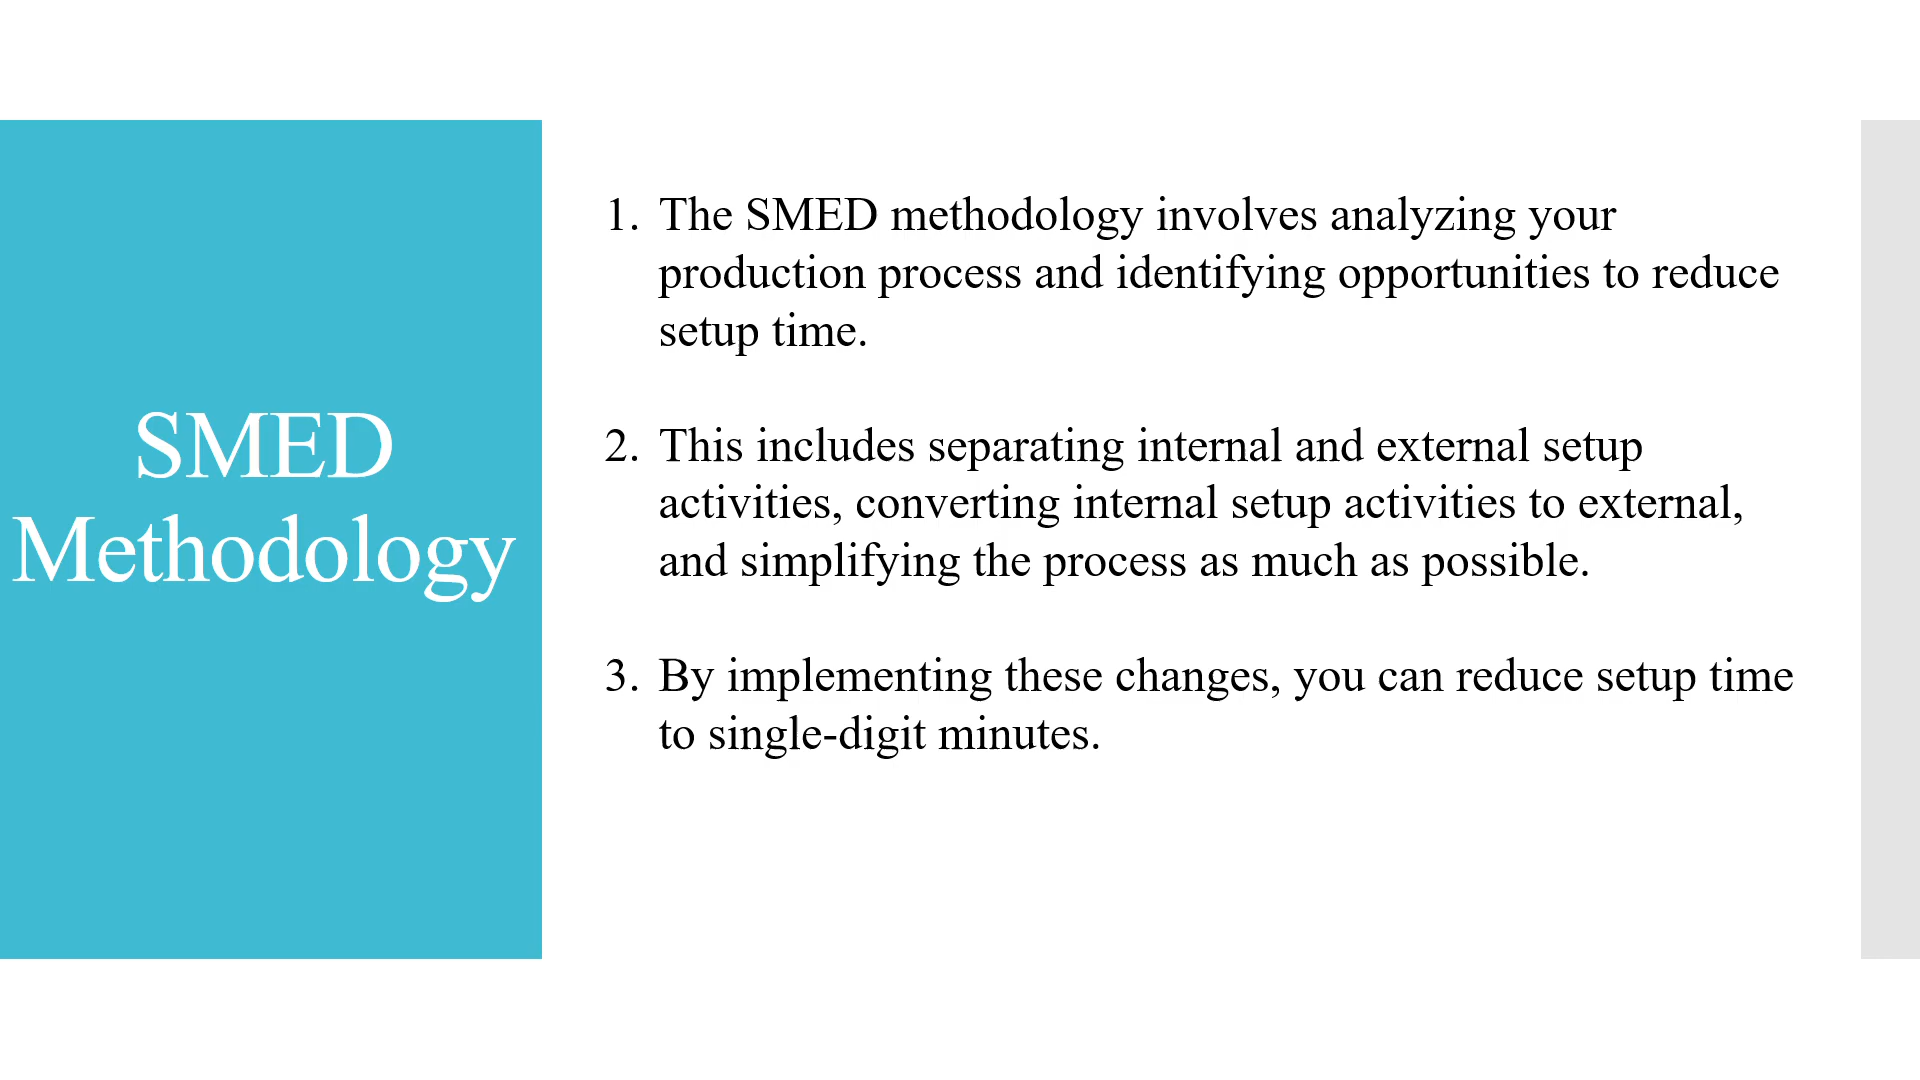 SMED
Methodology
1. The SMED methodology involves analyzing your
production process and identifying opportunities to reduce
setup time.
2. This includes separating internal and external setup
activities, converting internal setup activities to external,
and simplifying the process as much as possible.
3. By implementing these changes, you can reduce setup time
to single-digit minutes.